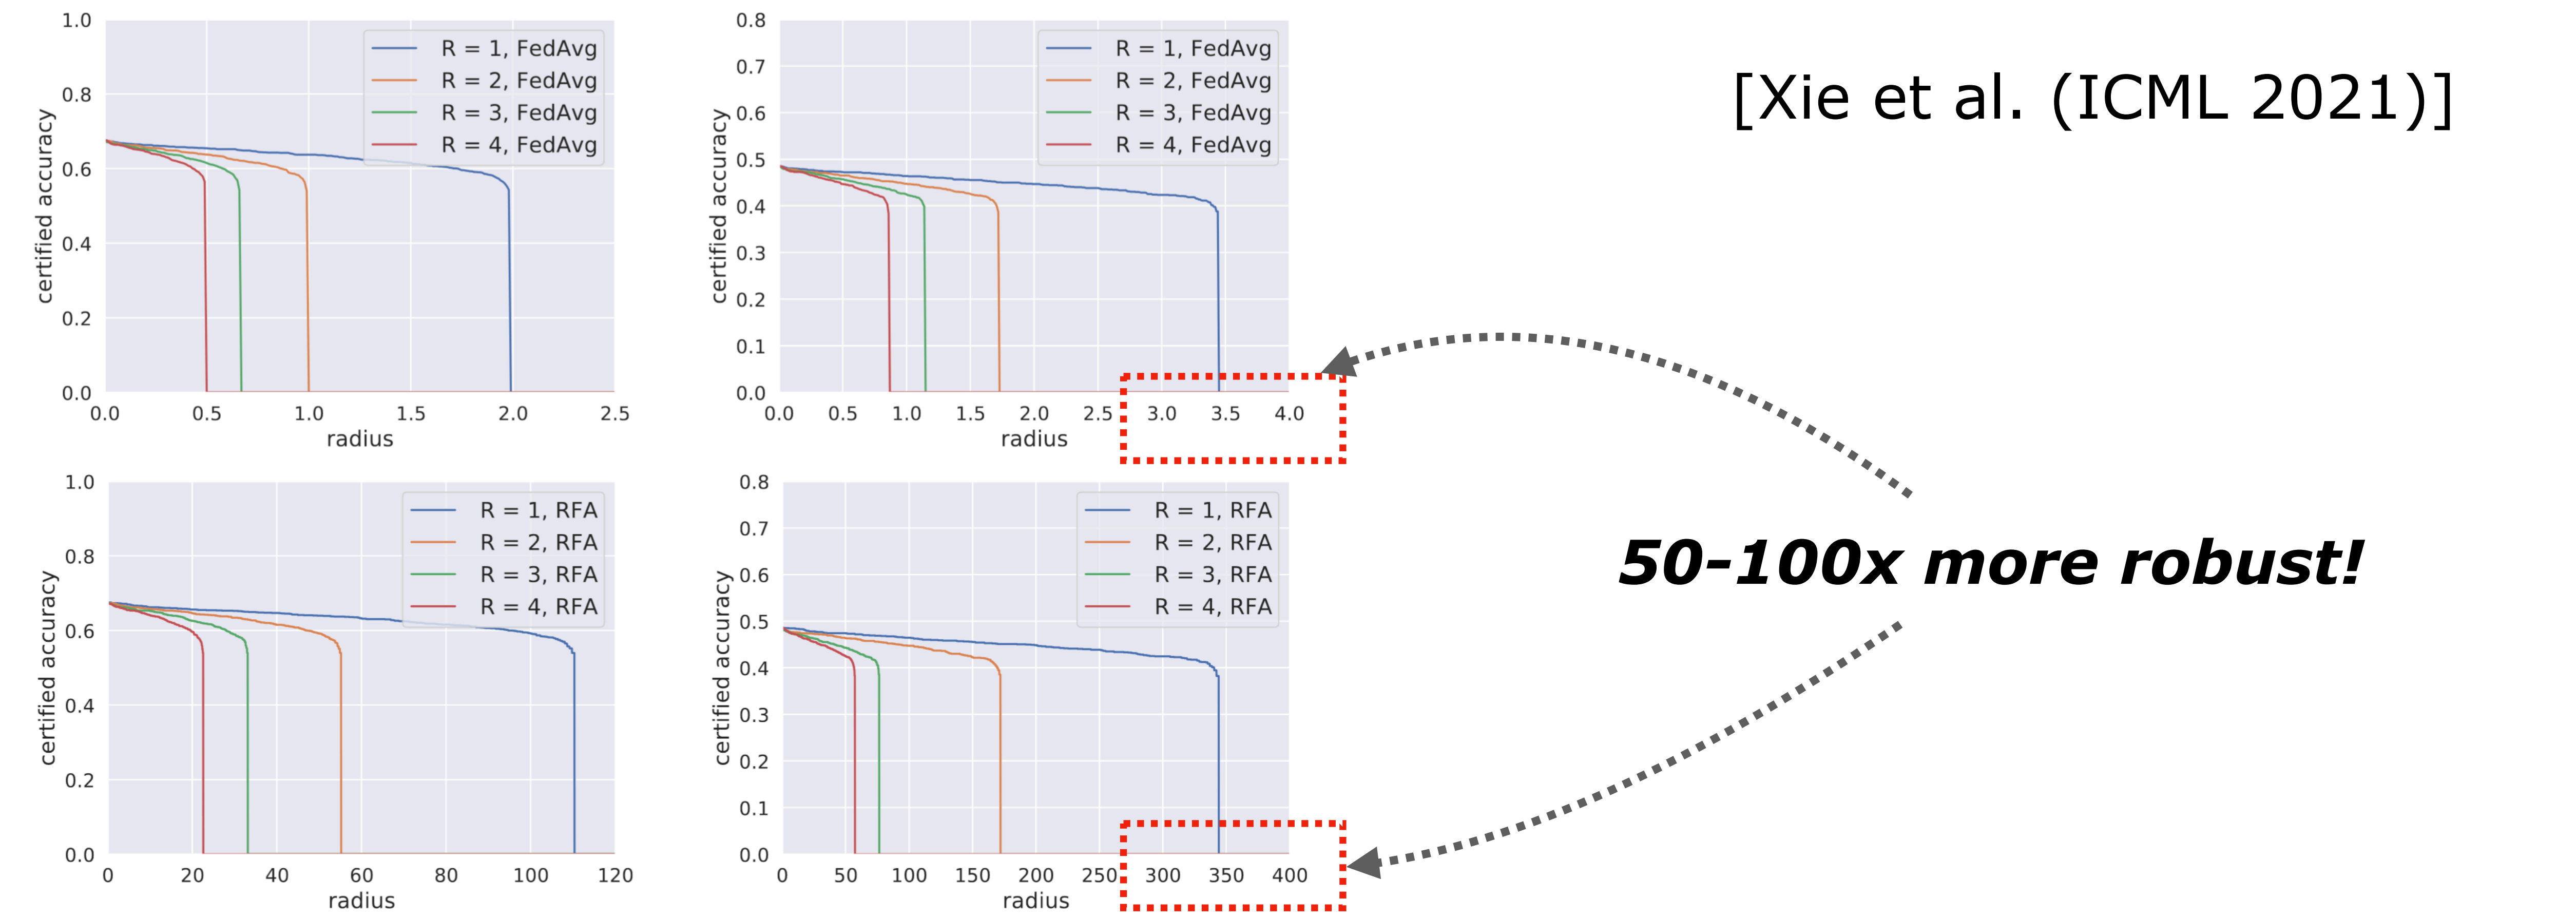 1.0
0.8
0.6
0.4
0.2
0.0
certified accuracy
R = 1, FedAvg
R = 2, FedAvg
R = 3, FedAvg
R = 4, FedAvg
0.0 0.5 1.0 1.5 2.0 2.5
radius
0.8
0.7
0.6
0.5
0.4
0.3
0.2
0.1
0.0
certified accuracy
R = 1, FedAvg
R = 2, FedAvg
R = 3, FedAvg
R = 4, FedAvg
0.0 0.5 1.0 1.5 2.0 2.5 3.0 3.5 4.0
radius
[Xie et al. (ICML 2021)]
1.0
0.8
0.6
0.4
0.2
0.0
certified accuracy
R = 1, RFA
R = 2, RFA
R = 3, RFA
R = 4, RFA
0 20 40 60 80 100 120
radius
0.8
0.7
0.6
0.5
0.4
0.3
0.2
0.1
0.0
certified accuracy
R = 1, RFA
R = 2, RFA
R = 3, RFA
R = 4, RFA
0 50 100 150 200 250 300 350 400
radius
50-100x more robust!